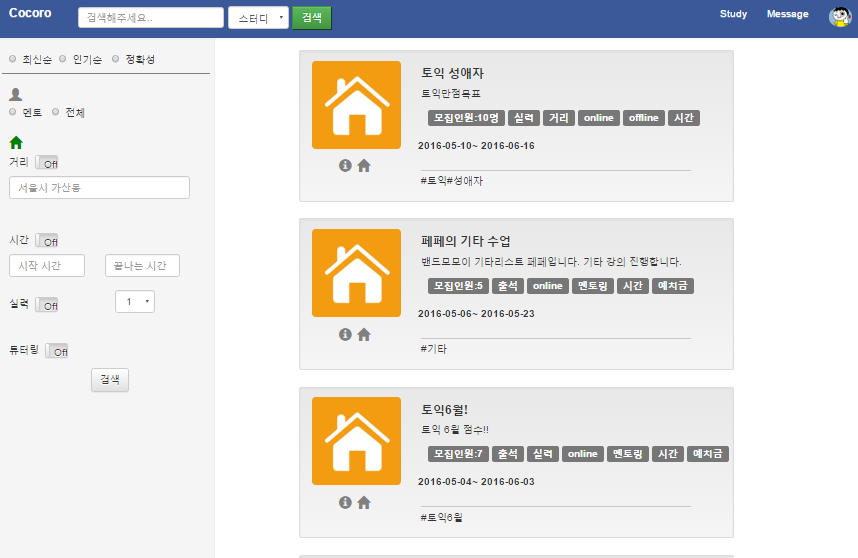 Cocoro
검색해주세요..
스터디
검색
Study
Message
최신순 인기순 정확성
멘토 전체
거리 Off
서울시 가산동
시간 Off
시작 시간 끝나는 시간
실력 Off 1
튜터링 Off
검색
토익 성애자
토익만점목표
모집인원:10명 실력 거리 online offline 시간
2016-05-10~ 2016-06-16
#토익#성애자
페페의 기타 수업
밴드모모이 기타리스트 페페입니다. 기타 강의 진행합니다.
모집인원:5 출석 online 멘토링 시간 예치금
2016-05-06~ 2016-05-23
#기타
토익6월!
토익 6월 점수!!
모집인원:7 출석 실력 online 멘토링 시간 예치금
2016-05-04~ 2016-06-03
#토익6월